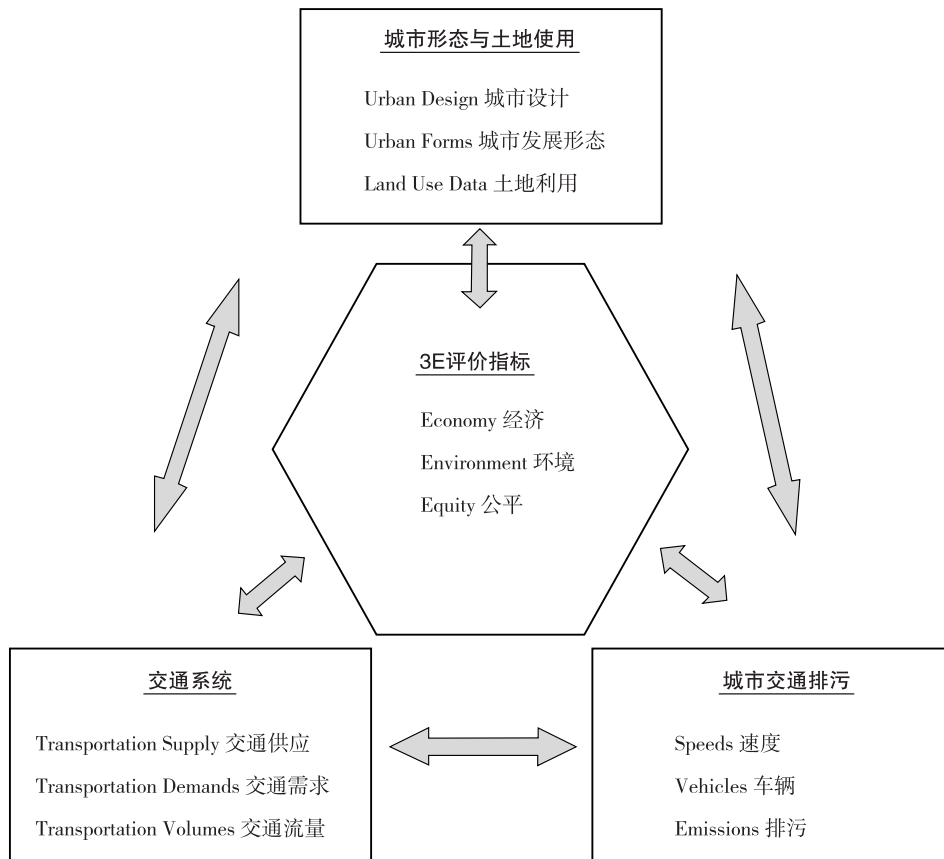 城市形态与土地使用
Urban Design 城市设计
Urban Forms 城市发展形态
Land Use Data 土地利用
3E评价指标
Economy 经济
Environment 环境
Equity 公平
交通系统
Transportation Supply 交通供应
Transportation Demands 交通需求
Transportation Volumes 交通流量
城市交通排污
Speeds 速度
Vehicles 车辆
Emissions 排污